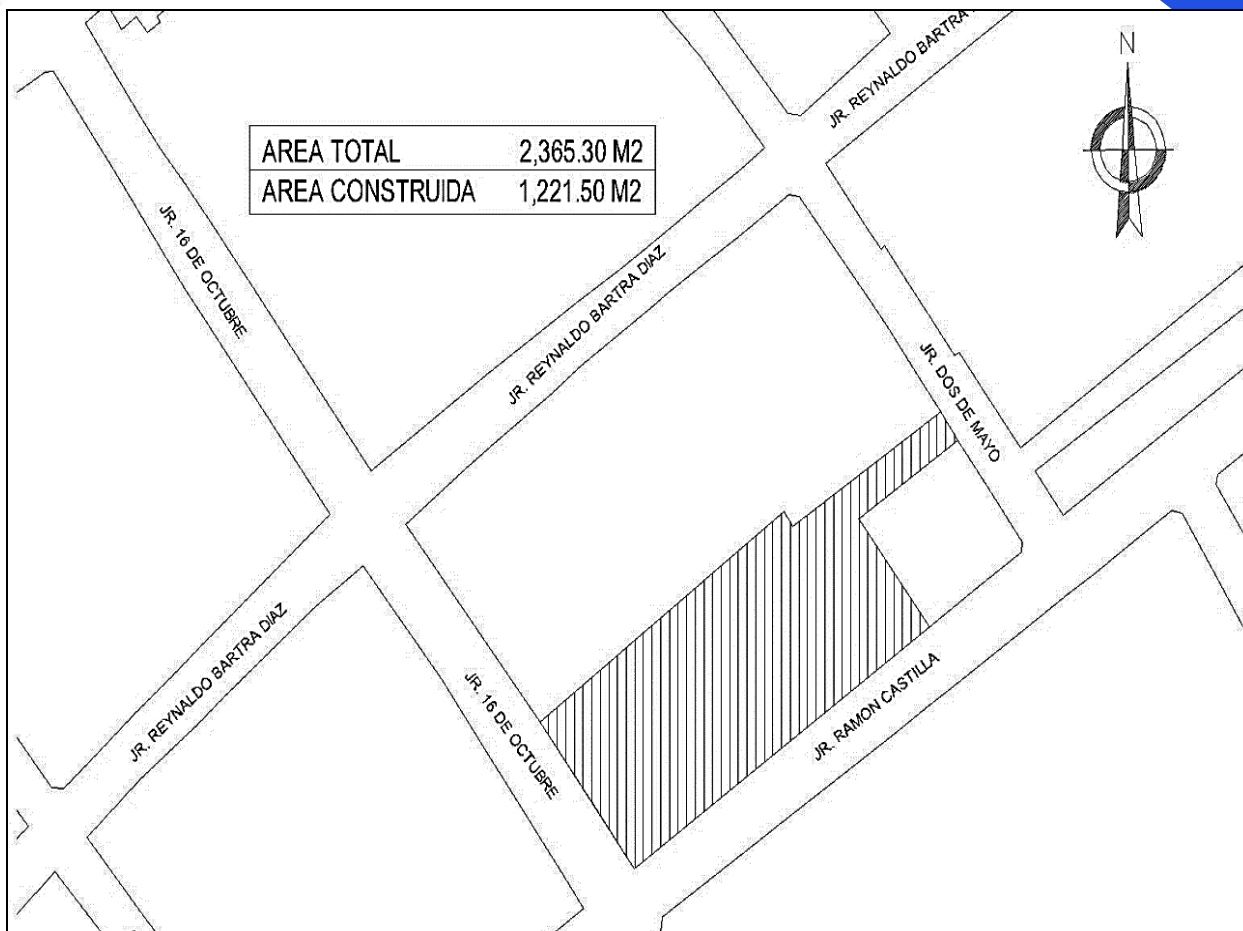 JR. REYNALDO BARTRA
N
AREA TOTAL 2,365.30 M2
AREA CONSTRUIDA 1,221.50 M2
JR. 16 DE OCTUBRE
JR. REYNALDO BARTRA DIAZ
JR. DOS DE MAYO
JR. REYNALDO BARTRA DIAZ
JR. 16 DE OCTUBRE
JR. RAMON CASTILLA